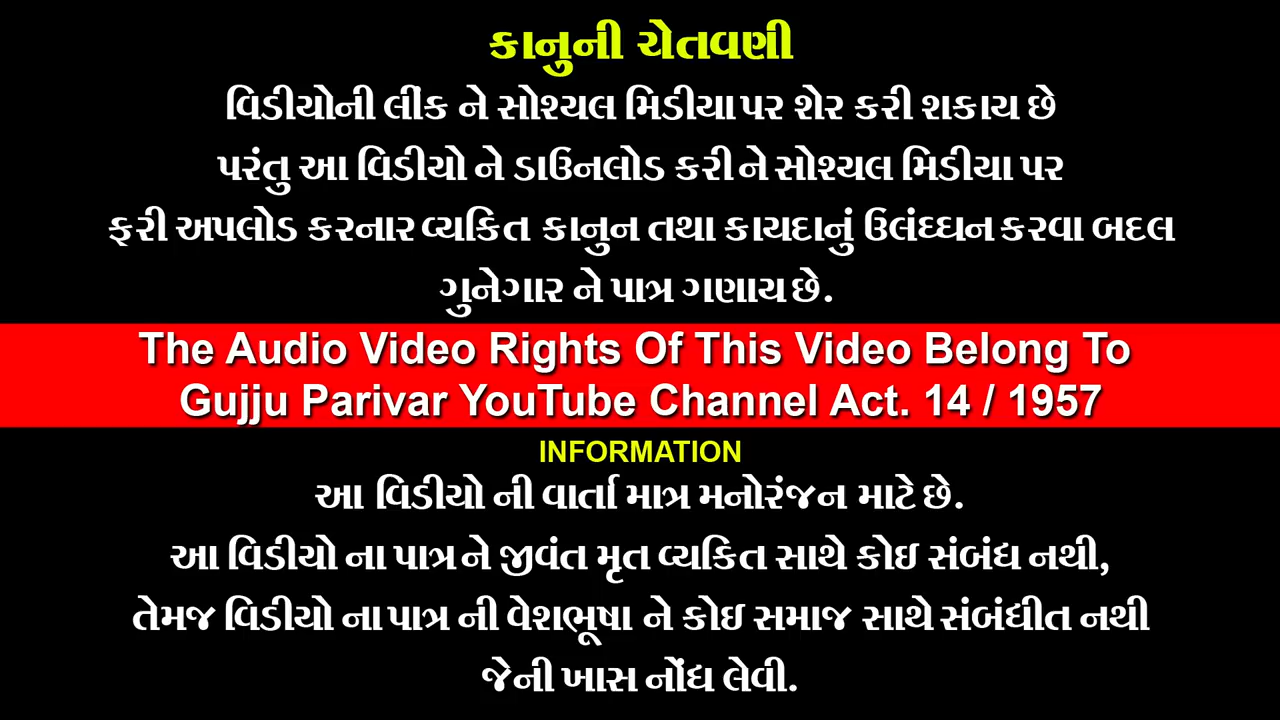 કાનુની ચેતવણી
વિડીયોની લીંક ને સોશ્યલ મિડીયા પર શેર કરી શકાય છે
પરંતુ આ વિડીયો ને ડાઉનલોડ કરી ને સોશ્યલ મિડીયા પર
ફરી અપલોડ કરનાર વ્યકિત કાનુન તથા કાયદાનું ઉલંઘ્ઘન કરવા બદલ
ગુનેગાર ને પાત્ર ગણાય છે.
The Audio Video Rights Of This Video Belong To
Gujju Parivar YouTube Channel Act. 14 / 1957
INFORMATION
આ વિડીયો ની વાર્તા માત્ર મનોરંજન માટે છે.
આ વિડીયો ના પાત્ર ને જીવંત મૃત વ્યકિત સાથે કોઇ સંબંધ નથી,
તેમજ વિડીયો ના પાત્ર ની વેશભૂષા ને કોઇ સમાજ સાથે સંબંધીત નથી
જેની ખાસ નોંધ લેવી.